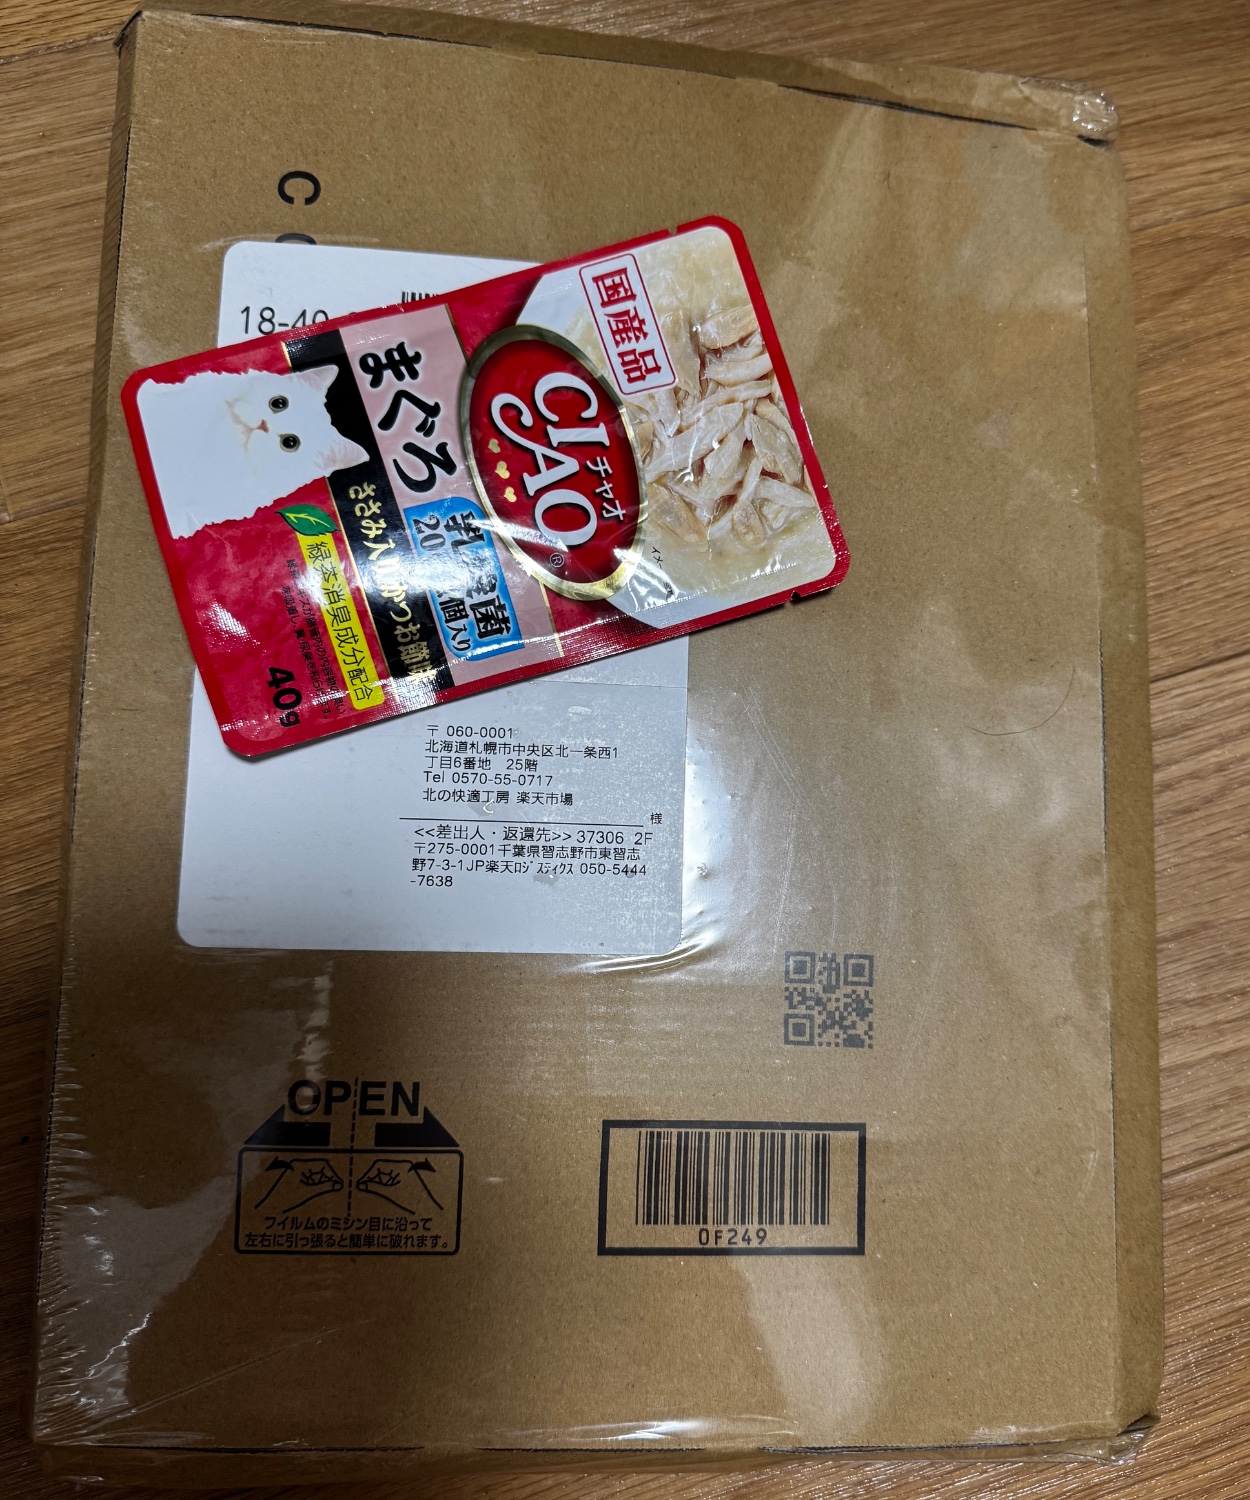 C
18-40
国産品
CIAO
チャオ
®
まぐろ
ささみ入りかつお節味
乳酸菌
緑茶消臭成分配合
40g
〒 060-0001
北海道札幌市中央区北一条西1
丁目6番地 25階
Tel 0570-55-0717
北の快適工房 楽天市場
様
<<差出人・返還先>> 37306 2F
〒275-0001千葉県習志野市東習志
野7-3-1JP楽天ﾛｼﾞｽﾃｨｸｽ 050-5444
-7638
OPEN
フイルムのミシン目に沿って
左右に引っ張ると簡単に破れます。
0F249